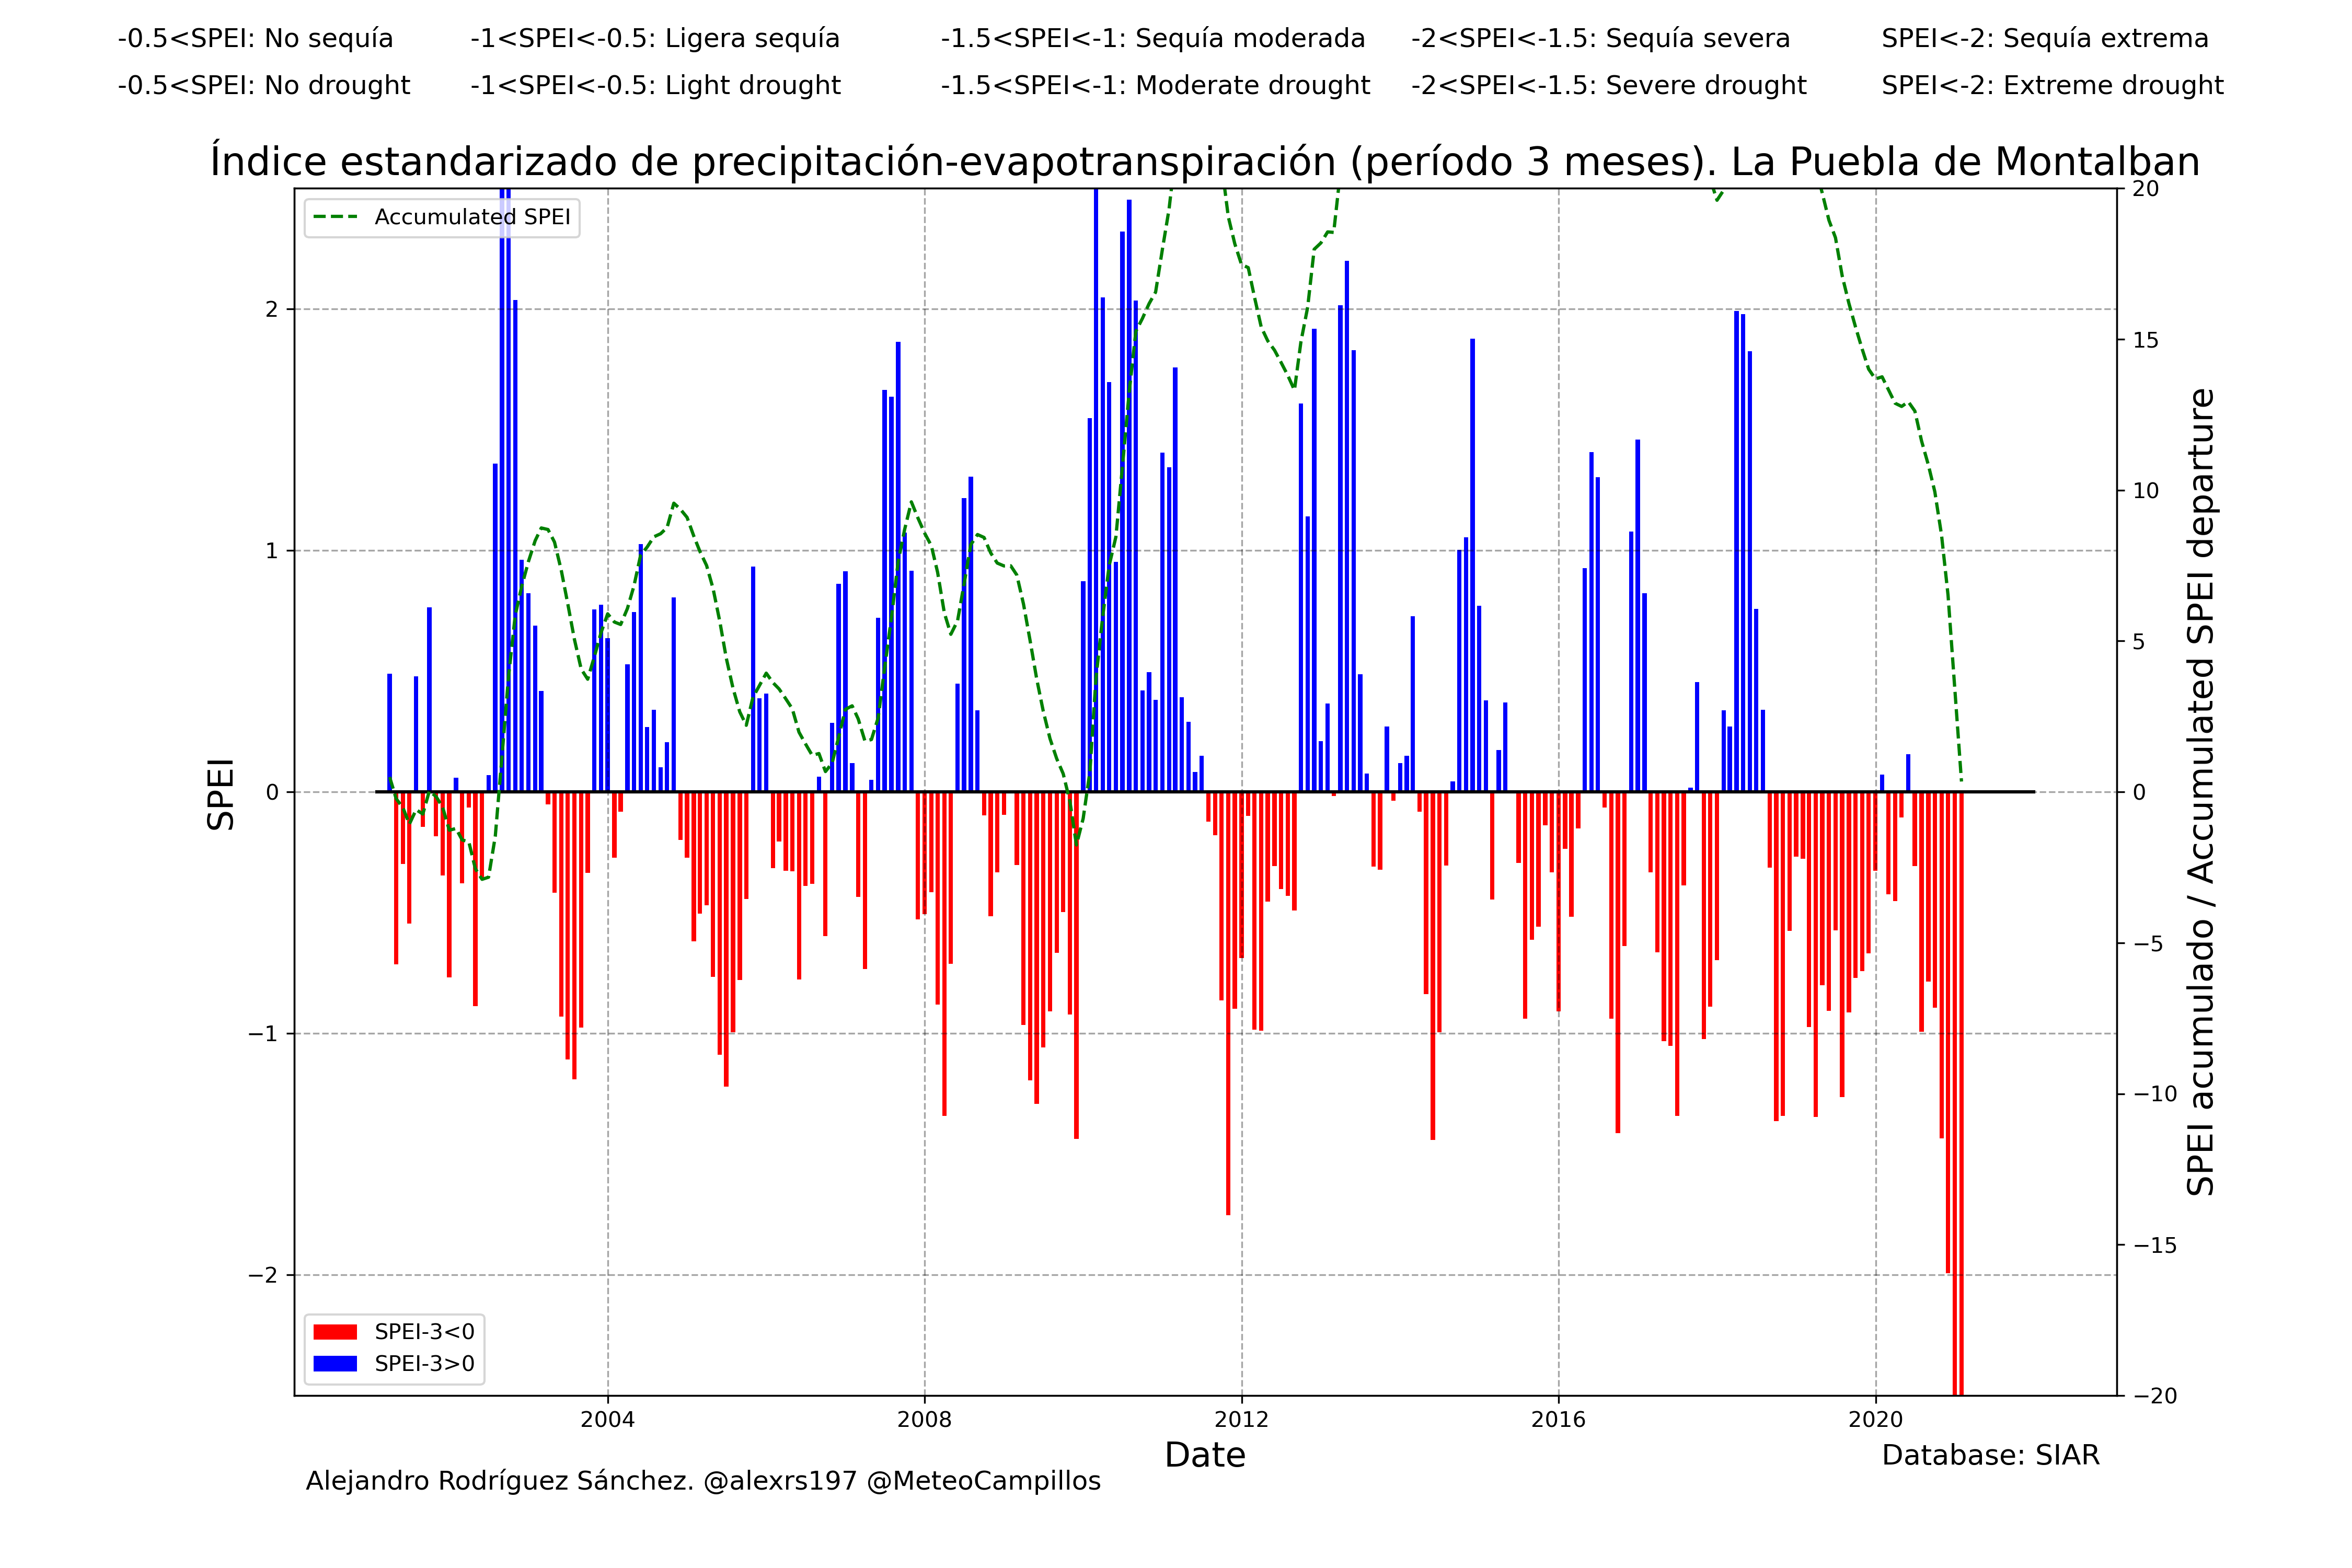 -0.5<SPEI: No sequía -1<SPEI<-0.5: Ligera sequía -1.5<SPEI<-1: Sequía moderada -2<SPEI<-1.5: Sequía severa SPEI<-2: Sequía extrema
-0.5<SPEI: No drought -1<SPEI<-0.5: Light drought -1.5<SPEI<-1: Moderate drought -2<SPEI<-1.5: Severe drought SPEI<-2: Extreme drought
Índice estandarizado de precipitación-evapotranspiración (período 3 meses). La Puebla de Montalban
Accumulated SPEI
SPEI
2
1
0
−1
−2
20
15
10
5
0
−5
−10
−15
−20
SPEI acumulado / Accumulated SPEI departure
SPEI-3<0
SPEI-3>0
2004 2008 2012 2016 2020
Date
Database: SIAR
Alejandro Rodríguez Sánchez. @alexrs197 @MeteoCampillos